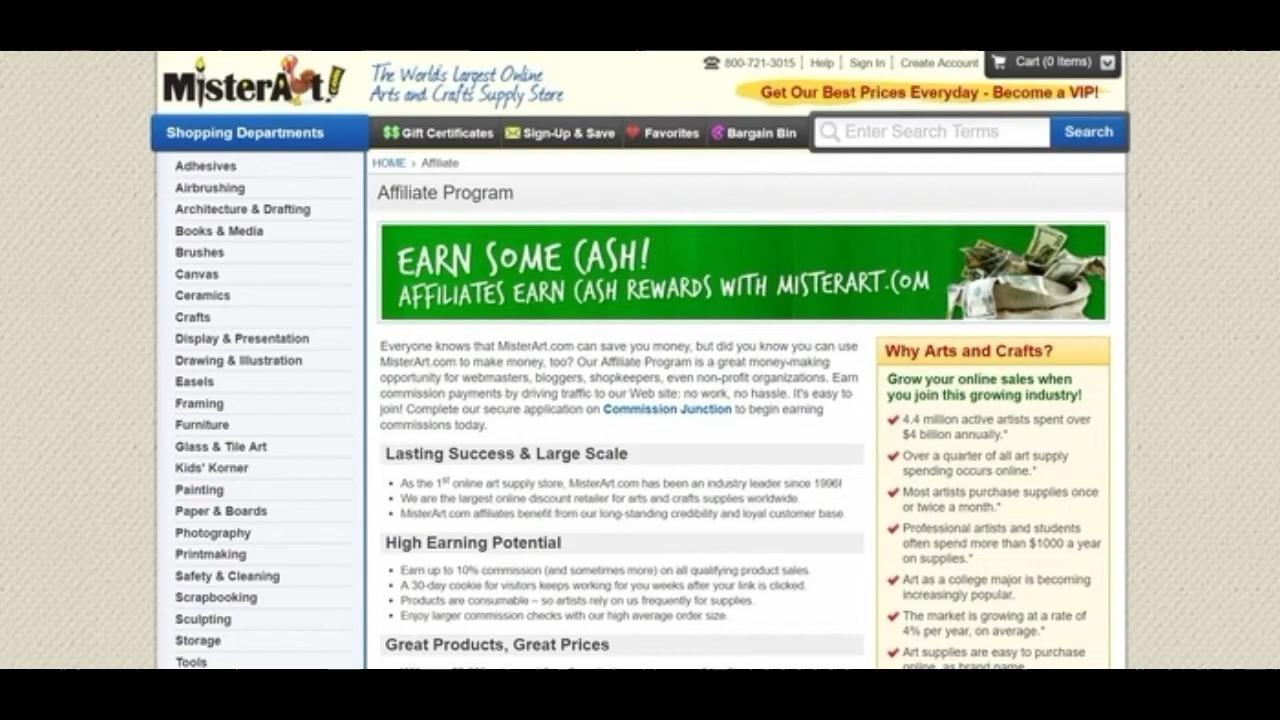 MisterArt!
The World's Largest Online
Arts and Crafts Supply Store
800-721-3015 | Help | Sign In | Create Account
Cart (0 Items)
Get Our Best Prices Everyday - Become a VIP!
Shopping Departments
$$ Gift Certificates
Sign-Up & Save
Favorites
Bargain Bin
Enter Search Terms
Search
Adhesives
Airbrushing
Architecture & Drafting
Books & Media
Brushes
Canvas
Ceramics
Crafts
Display & Presentation
Drawing & Illustration
Easels
Framing
Furniture
Glass & Tile Art
Kids' Korner
Painting
Paper & Boards
Photography
Printmaking
Safety & Cleaning
Scrapbooking
Sculpting
Storage
Tools
HOME > Affiliate
Affiliate Program
EARN SOME CASH!
AFFILIATES EARN CASH REWARDS WITH MISTERART.COM
Everyone knows that MisterArt.com can save you money, but did you know you can use
MisterArt.com to make money, too? Our Affiliate Program is a great money-making
opportunity for webmasters, bloggers, shopkeepers, even non-profit organizations. Earn
commission payments by driving traffic to our Web site: no work, no hassle. It's easy to
join! Complete our secure application on Commission Junction to begin earning
commissions today.
Lasting Success & Large Scale
• As the 1st online art supply store, MisterArt.com has been an industry leader since 1996!
• We are the largest online discount retailer for arts and crafts supplies worldwide.
• MisterArt.com affiliates benefit from our long-standing credibility and loyal customer base.
High Earning Potential
• Earn up to 10% commission (and sometimes more) on all qualifying product sales.
• A 30-day cookie for visitors keeps working for you weeks after your link is clicked.
• Products are consumable – so artists rely on us frequently for supplies.
• Enjoy larger commission checks with our high average order size.
Great Products, Great Prices
Why Arts and Crafts?
Grow your online sales when
you join this growing industry!
4.4 million active artists spent over
$4 billion annually.*
Over a quarter of all art supply
spending occurs online.*
Most artists purchase supplies once
or twice a month.*
Professional artists and students
often spend more than $1000 a year
on supplies.*
Art as a college major is becoming
increasingly popular.
The market is growing at a rate of
4% per year, on average.*
Art supplies are easy to purchase
online, as brand name